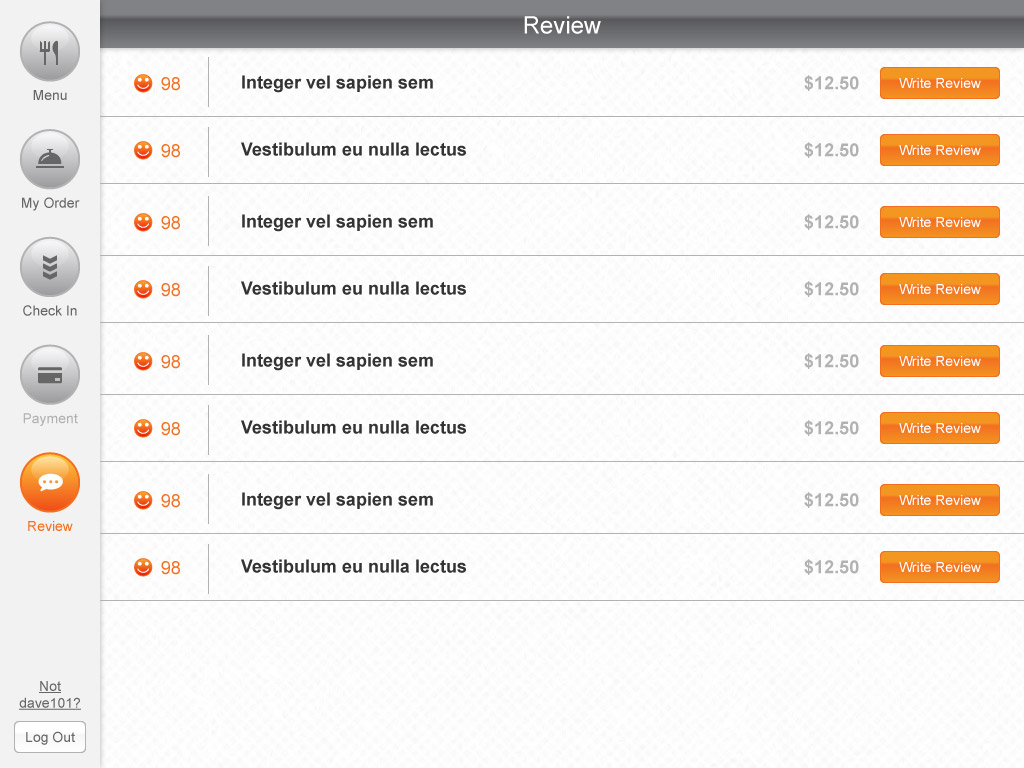 Review
Menu
My Order
Check In
Payment
Review
Not
dave101?
Log Out
98 Integer vel sapien sem $12.50 Write Review
98 Vestibulum eu nulla lectus $12.50 Write Review
98 Integer vel sapien sem $12.50 Write Review
98 Vestibulum eu nulla lectus $12.50 Write Review
98 Integer vel sapien sem $12.50 Write Review
98 Vestibulum eu nulla lectus $12.50 Write Review
98 Integer vel sapien sem $12.50 Write Review
98 Vestibulum eu nulla lectus $12.50 Write Review